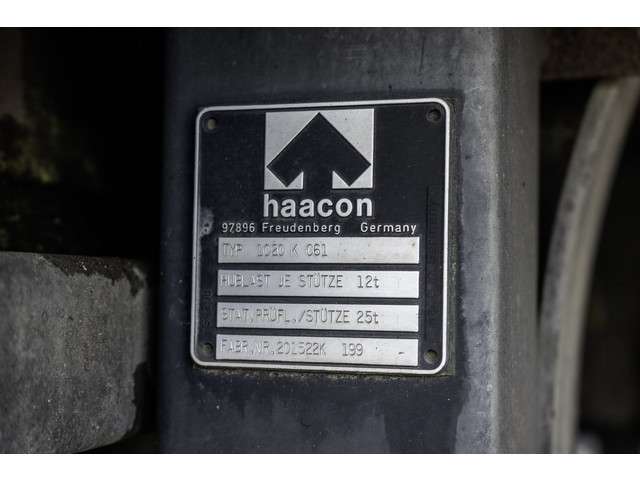 haacon
97896 Freudenberg Germany
TYP 1020 K 061
HUBLAST JE STÜTZE 12t
STAT.PRÜFL./STÜTZE 25t
FABR.NR.201522K 199